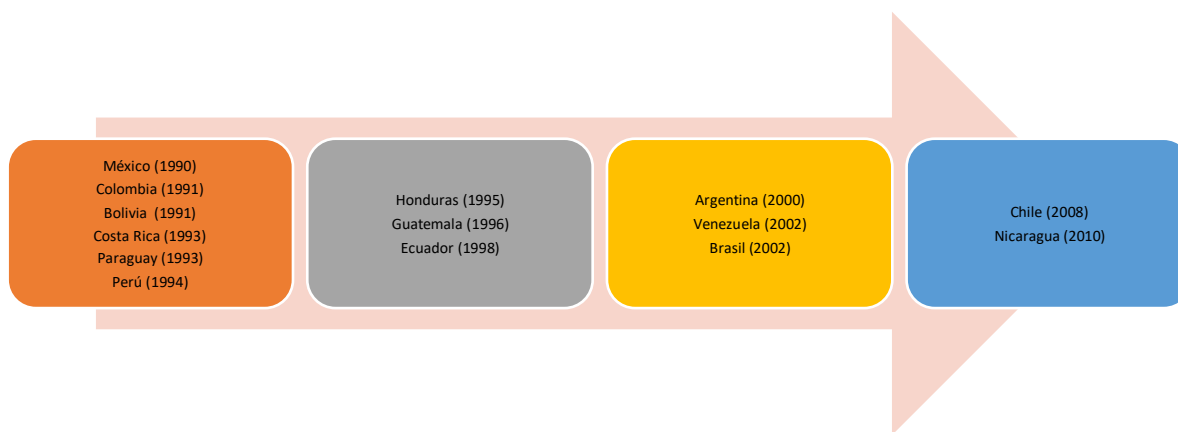 México (1990)
Colombia (1991)
Bolivia  (1991)
Costa Rica (1993)
Paraguay (1993)
Perú (1994)
Honduras (1995)
Guatemala (1996)
Ecuador (1998)
Argentina (2000)
Venezuela (2002)
Brasil (2002)
Chile (2008)
Nicaragua (2010)